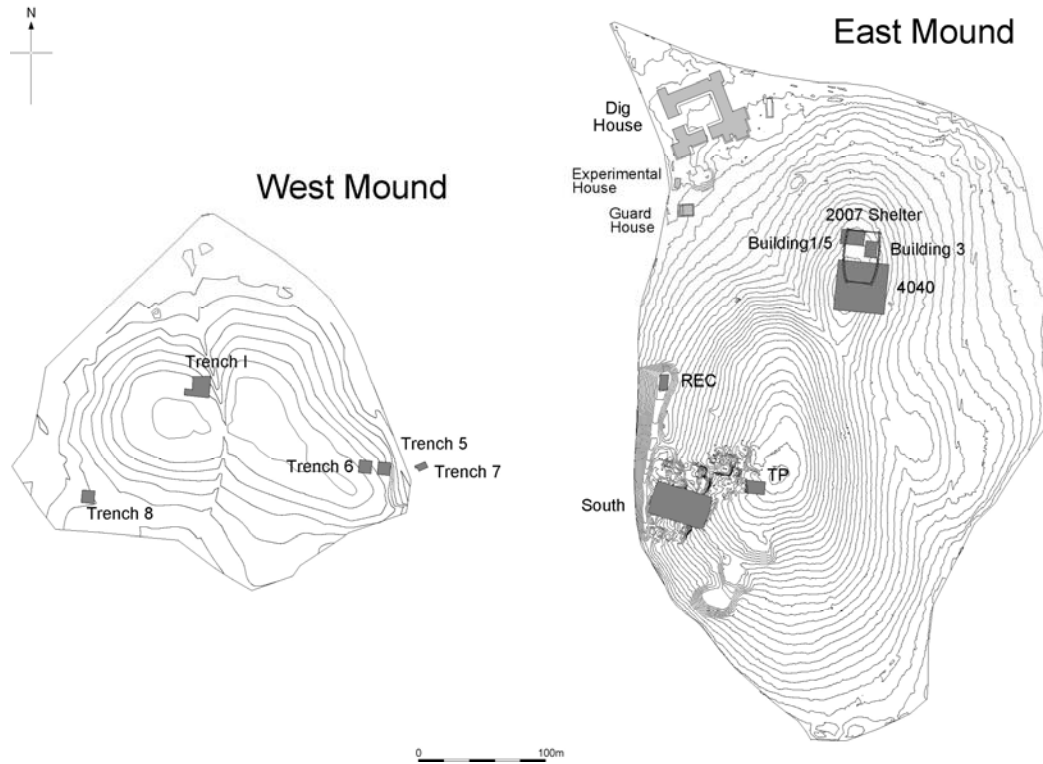 N
East Mound
Dig
House
Experimental
House
West Mound
Guard
House
2007 Shelter
Building1/5
Building 3
4040
Trench I
REC
Trench 5
Trench 6
Trench 7
TP
Trench 8
South
0
100m